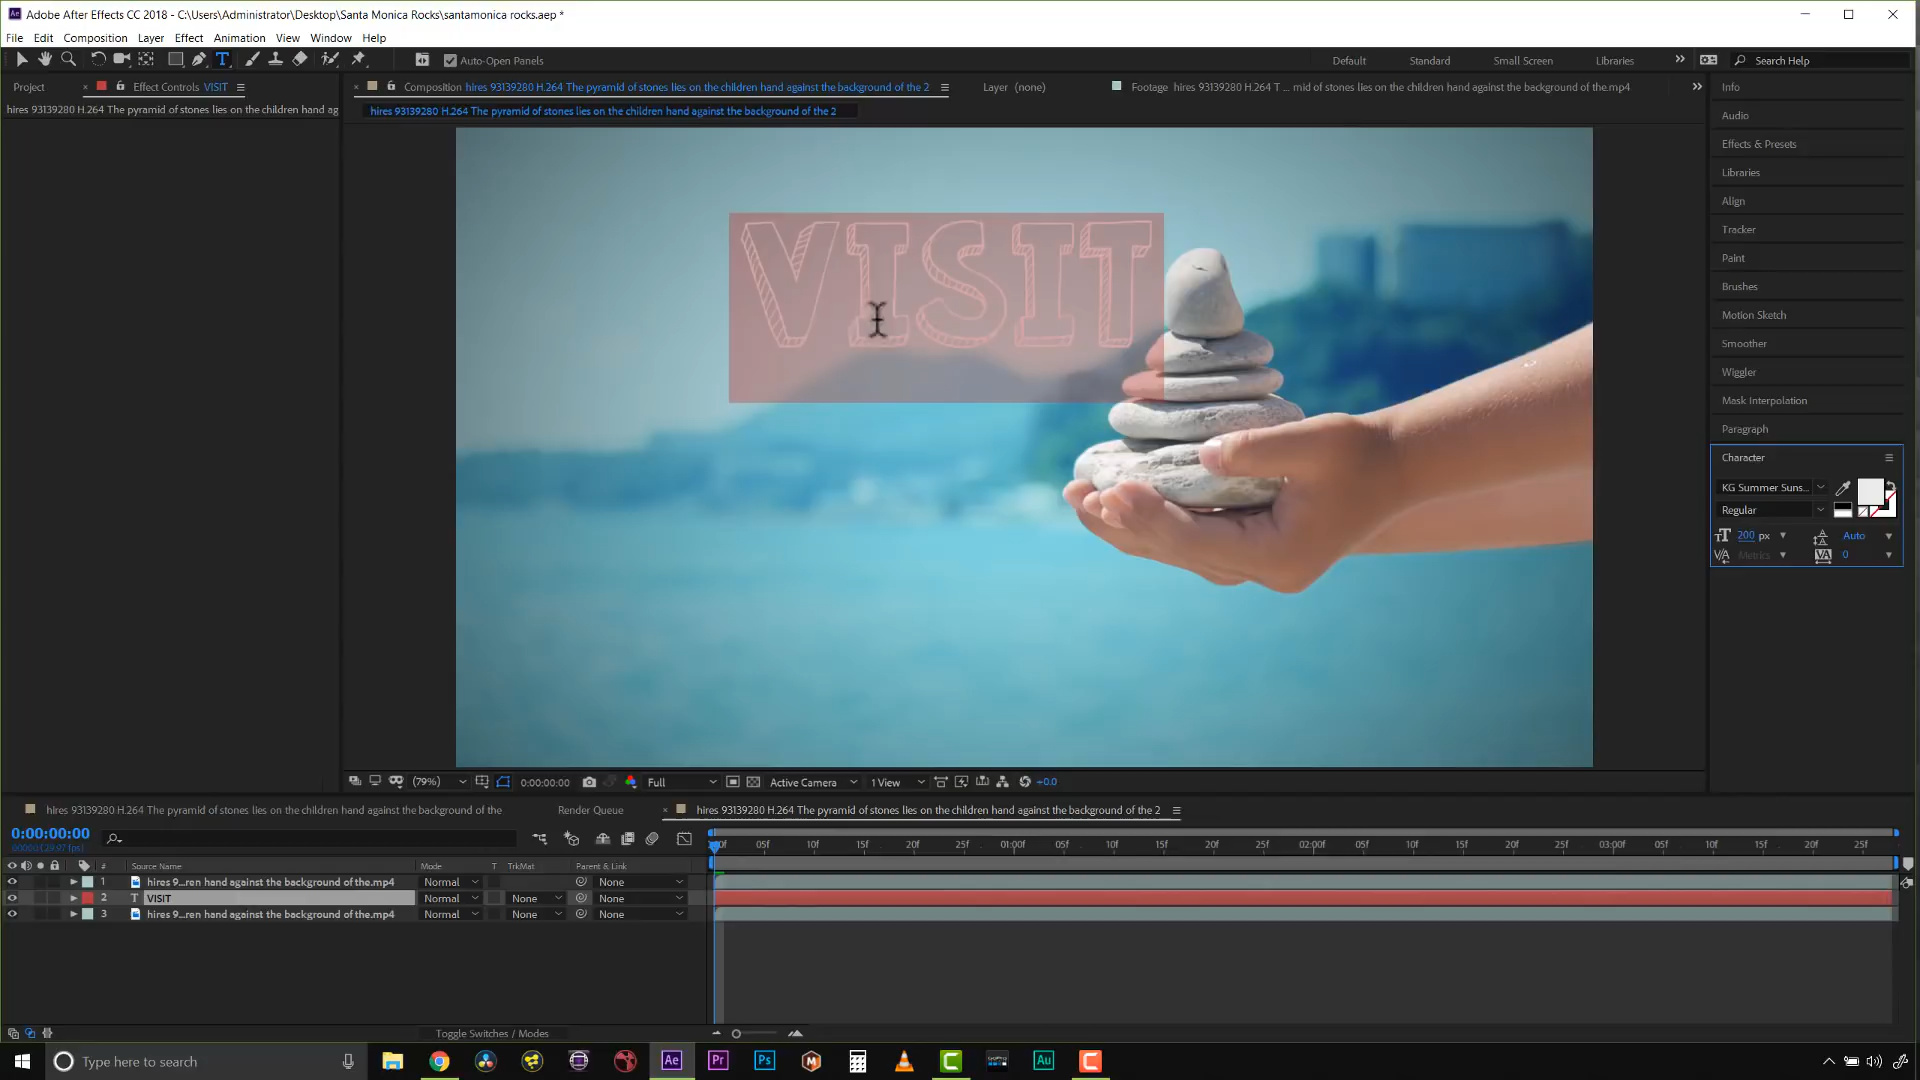 Adobe After Effects CC 2018 - C:\Users\Administrator\Desktop\Santa Monica Rocks\santamonica rocks.aep *
File Edit Composition Layer Effect Animation View Window Help
Auto-Open Panels Default Standard Small Screen Libraries Search Help
Project Effect Controls VISIT Composition hires 93139280 H.264 The pyramid of stones lies on the children hand against the background of the 2 Layer (none) Footage hires 93139280 H.264 T ... mid of stones lies on the children hand against the background of the.mp4 Info
hires 93139280 H.264 The pyramid of stones lies on the children hand ag hires 93139280 H.264 The pyramid of stones lies on the children hand against the background of the 2
Audio
Effects & Presets
Libraries
Align
Tracker
Paint
Brushes
Motion Sketch
Smoother
Wiggler
Mask Interpolation
Paragraph
Character
KG Summer Suns...
Regular
200 px Auto
Metrics 0
VISIT
(79%) 0:00:00:00 Full Active Camera 1 View +0.0
hires 93139280 H.264 The pyramid of stones lies on the children hand against the background of the Render Queue hires 93139280 H.264 The pyramid of stones lies on the children hand against the background of the 2
0:00:00:00
05f 10f 15f 20f 25f 01:00f 05f 10f 15f 20f 25f 02:00f 05f 10f 15f 20f 25f 03:00f 05f 10f 15f 20f 25f
# Source Name Mode T TrkMat Parent & Link
1 hires 9...ren hand against the background of the.mp4 Normal None
2 T VISIT Normal None None
3 hires 9...ren hand against the background of the.mp4 Normal None None
Toggle Switches / Modes
Type here to search Ae Pr Ps Au